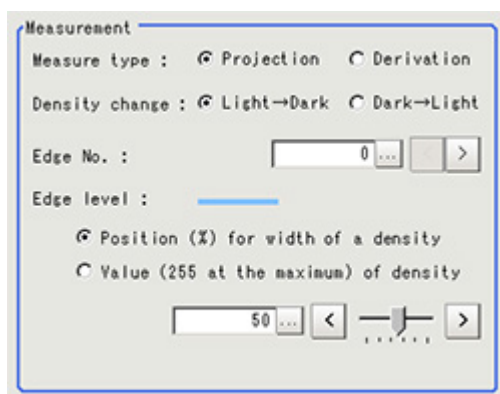 Measurement
Measure type : Projection Derivation
Density change : Light→Dark Dark→Light
Edge No. : 0 ... < >
Edge level :
Position (%) for width of a density
Value (255 at the maximum) of density
50 ... < >